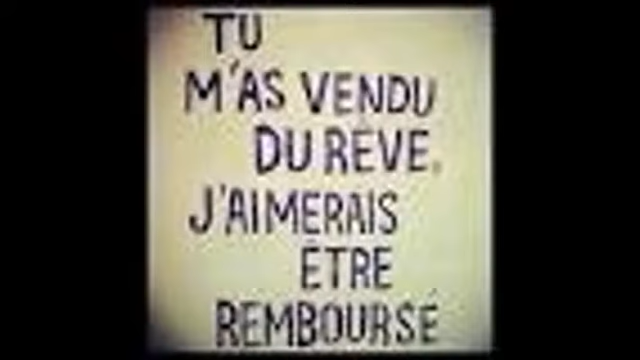 TU
M'AS VENDU
DU RÊVE.
J'AIMERAIS
ÊTRE
REMBOURSÉ